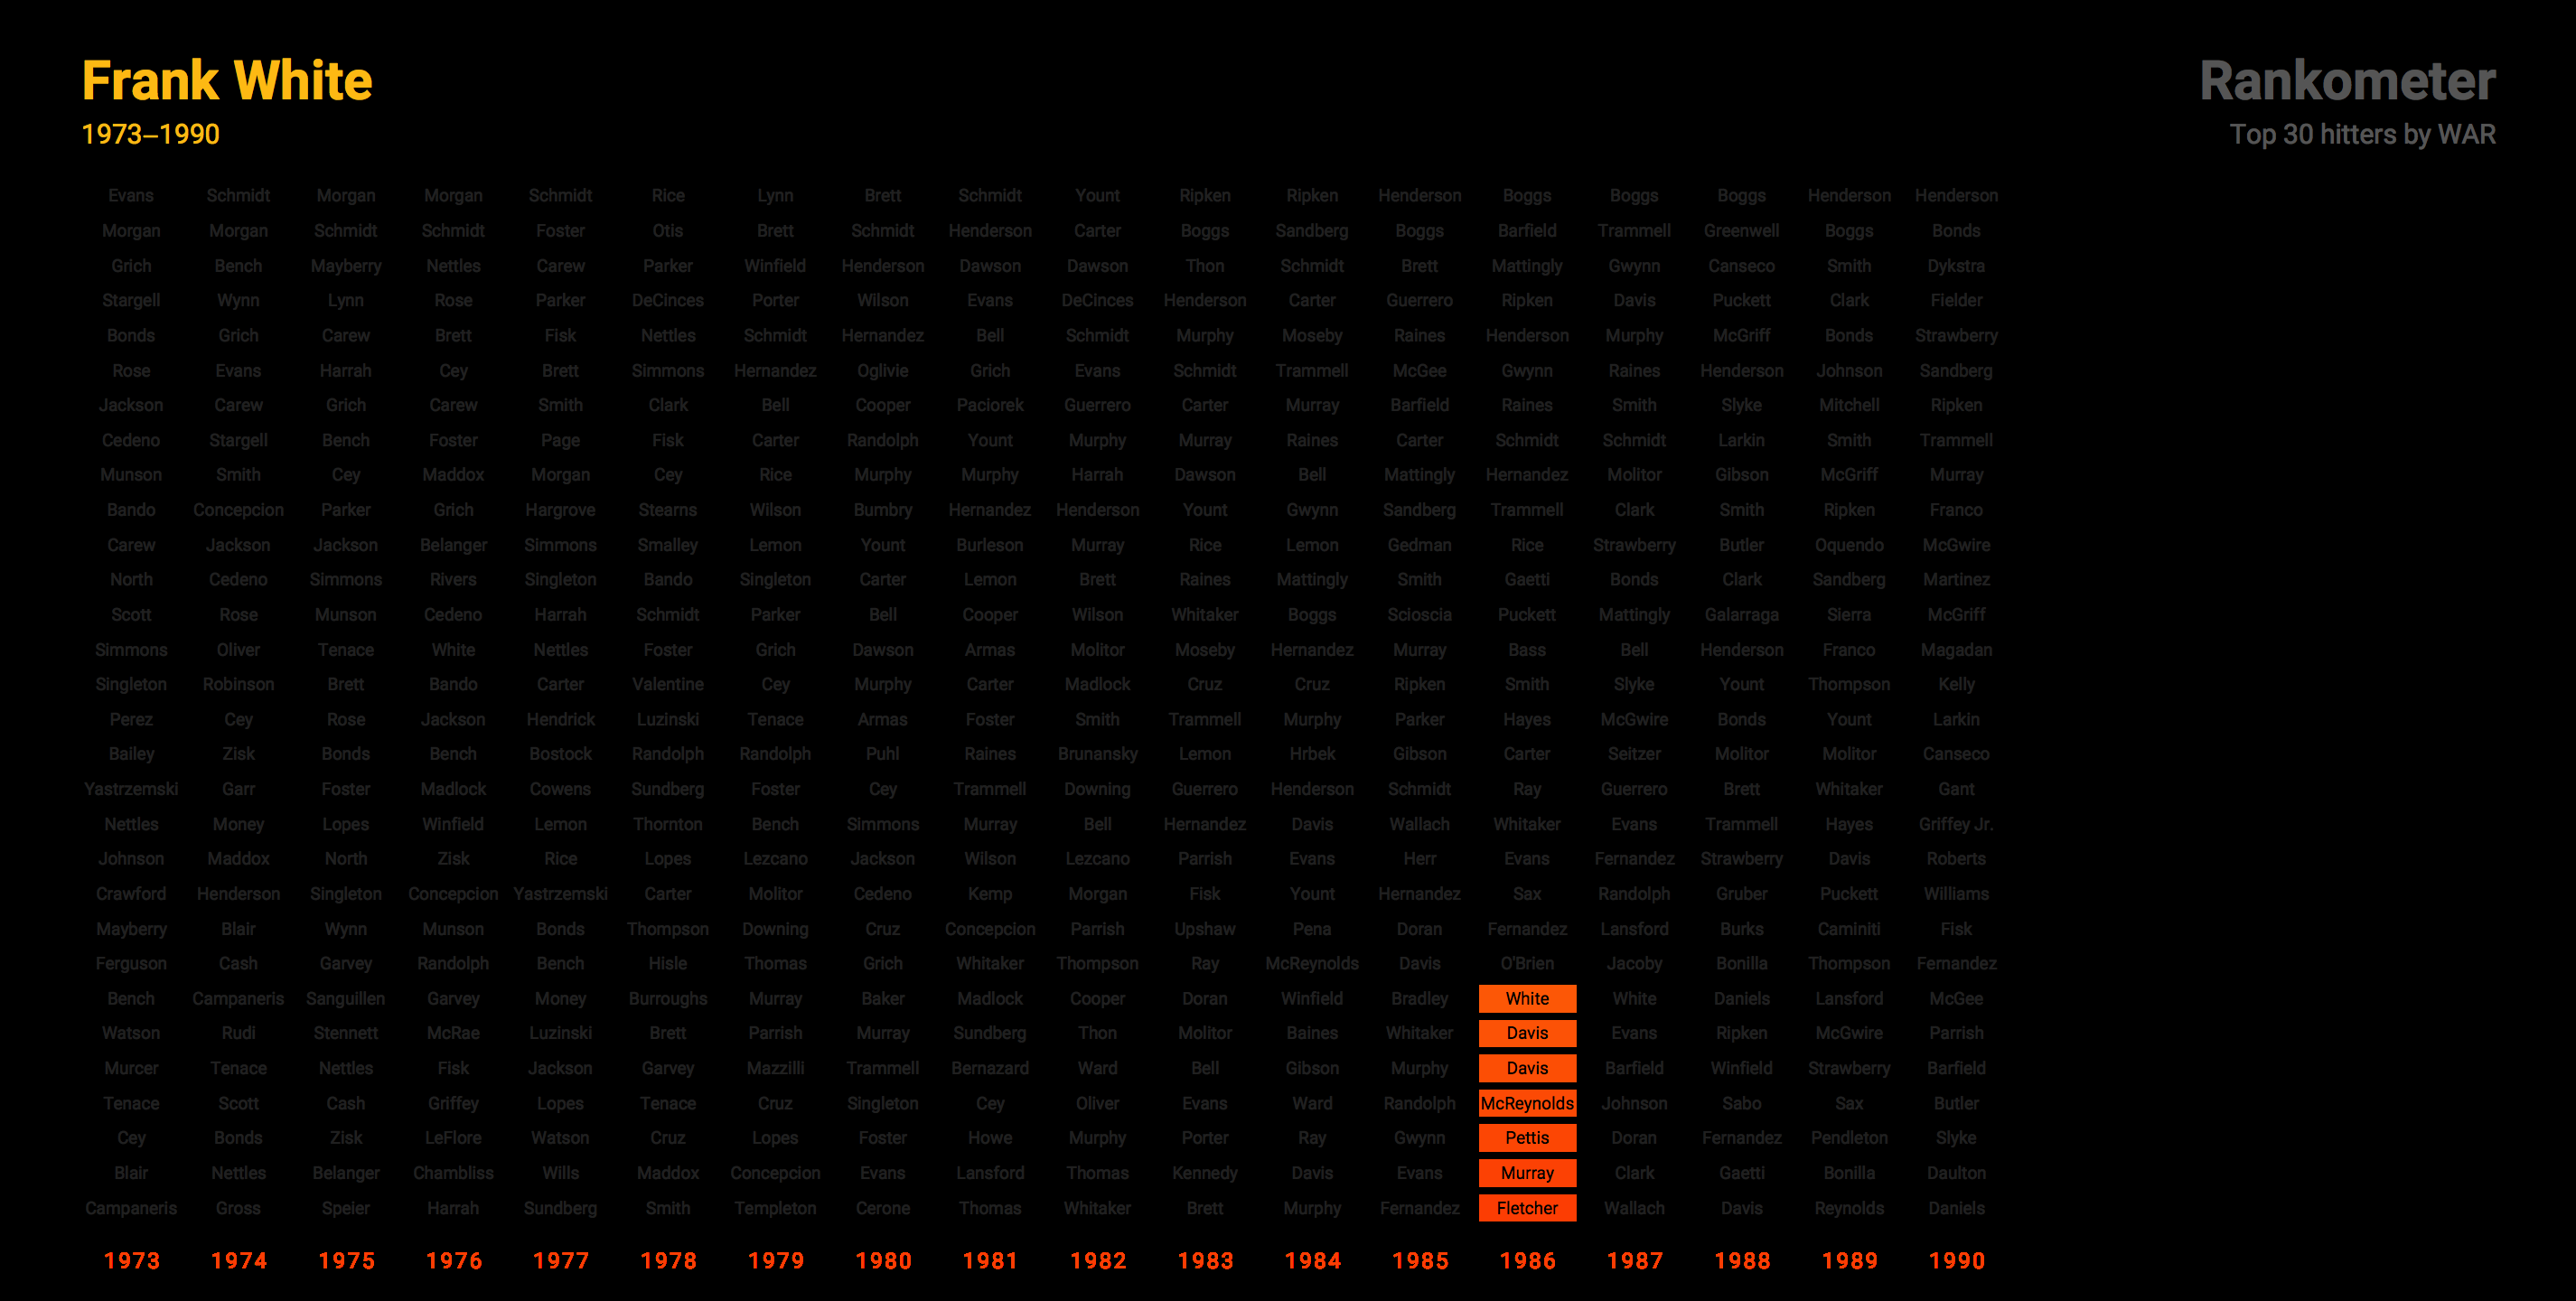 Frank White
1973–1990
Rankometer
Top 30 hitters by WAR
Evans Schmidt Morgan Morgan Schmidt Rice Lynn Brett Schmidt Yount Ripken Ripken Henderson Boggs Boggs Boggs Henderson Henderson
Morgan Morgan Schmidt Schmidt Foster Otis Brett Schmidt Henderson Carter Boggs Sandberg Boggs Barfield Trammell Greenwell Boggs Bonds
Grich Bench Mayberry Nettles Carew Parker Winfield Henderson Dawson Dawson Thon Schmidt Brett Mattingly Gwynn Canseco Smith Dykstra
Stargell Wynn Lynn Rose Parker DeCinces Porter Wilson Evans DeCinces Henderson Carter Guerrero Ripken Davis Puckett Clark Fielder
Bonds Grich Carew Brett Fisk Nettles Schmidt Hernandez Bell Schmidt Murphy Moseby Raines Henderson Murphy McGriff Bonds Strawberry
Rose Evans Harrah Cey Brett Simmons Hernandez Oglivie Grich Evans Schmidt Trammell McGee Gwynn Raines Henderson Johnson Sandberg
Jackson Carew Grich Carew Smith Clark Bell Cooper Paciorek Guerrero Carter Murray Barfield Raines Smith Slyke Mitchell Ripken
Cedeno Stargell Bench Foster Page Fisk Carter Randolph Yount Murphy Murray Raines Carter Schmidt Schmidt Larkin Smith Trammell
Munson Smith Cey Maddox Morgan Cey Rice Murphy Murphy Harrah Dawson Bell Mattingly Hernandez Molitor Gibson McGriff Murray
Bando Concepcion Parker Grich Hargrove Stearns Wilson Bumbry Hernandez Henderson Yount Gwynn Sandberg Trammell Clark Smith Ripken Franco
Carew Jackson Jackson Belanger Simmons Smalley Lemon Yount Burleson Murray Rice Lemon Gedman Rice Strawberry Butler Oquendo McGwire
North Cedeno Simmons Rivers Singleton Bando Singleton Carter Lemon Brett Raines Mattingly Smith Gaetti Bonds Clark Sandberg Martinez
Scott Rose Munson Cedeno Harrah Schmidt Parker Bell Cooper Wilson Whitaker Boggs Scioscia Puckett Mattingly Galarraga Sierra McGriff
Simmons Oliver Tenace White Nettles Foster Grich Dawson Armas Molitor Moseby Hernandez Murray Bass Bell Henderson Franco Magadan
Singleton Robinson Brett Bando Carter Valentine Cey Murphy Carter Madlock Cruz Cruz Ripken Smith Slyke Yount Thompson Kelly
Perez Cey Rose Jackson Hendrick Luzinski Tenace Armas Foster Smith Trammell Murphy Parker Hayes McGwire Bonds Yount Larkin
Bailey Zisk Bonds Bench Bostock Randolph Randolph Puhl Raines Brunansky Lemon Hrbek Gibson Carter Seitzer Molitor Molitor Canseco
Yastrzemski Garr Foster Madlock Cowens Sundberg Foster Cey Trammell Downing Guerrero Henderson Schmidt Ray Guerrero Brett Whitaker Gant
Nettles Money Lopes Winfield Lemon Thornton Bench Simmons Murray Bell Hernandez Davis Wallach Whitaker Evans Trammell Hayes Griffey Jr.
Johnson Maddox North Zisk Rice Lopes Lezcano Jackson Wilson Lezcano Parrish Evans Herr Evans Fernandez Strawberry Davis Roberts
Crawford Henderson Singleton Concepcion Yastrzemski Carter Molitor Cedeno Kemp Morgan Fisk Yount Hernandez Sax Randolph Gruber Puckett Williams
Mayberry Blair Wynn Munson Bonds Thompson Downing Cruz Concepcion Parrish Upshaw Pena Doran Fernandez Lansford Burks Caminiti Fisk
Ferguson Cash Garvey Randolph Bench Hisle Thomas Grich Whitaker Thompson Ray McReynolds Davis O'Brien Jacoby Bonilla Thompson Fernandez
Bench Campaneris Sanguillen Garvey Money Burroughs Murray Baker Madlock Cooper Doran Winfield Bradley White White Daniels Lansford McGee
Watson Rudi Stennett McRae Luzinski Brett Parrish Murray Sundberg Thon Molitor Baines Whitaker Davis Evans Ripken McGwire Parrish
Murcer Tenace Nettles Fisk Jackson Garvey Mazzilli Trammell Bernazard Ward Bell Gibson Murphy Davis Barfield Winfield Strawberry Barfield
Tenace Scott Cash Griffey Lopes Tenace Cruz Singleton Cey Oliver Evans Ward Randolph McReynolds Johnson Sabo Sax Butler
Cey Bonds Zisk LeFlore Watson Cruz Lopes Foster Howe Murphy Porter Ray Gwynn Pettis Doran Fernandez Pendleton Slyke
Blair Nettles Belanger Chambliss Wills Maddox Concepcion Evans Lansford Thomas Kennedy Davis Evans Murray Clark Gaetti Bonilla Daulton
Campaneris Gross Speier Harrah Sundberg Smith Templeton Cerone Thomas Whitaker Brett Murphy Fernandez Fletcher Wallach Davis Reynolds Daniels
1973 1974 1975 1976 1977 1978 1979 1980 1981 1982 1983 1984 1985 1986 1987 1988 1989 1990